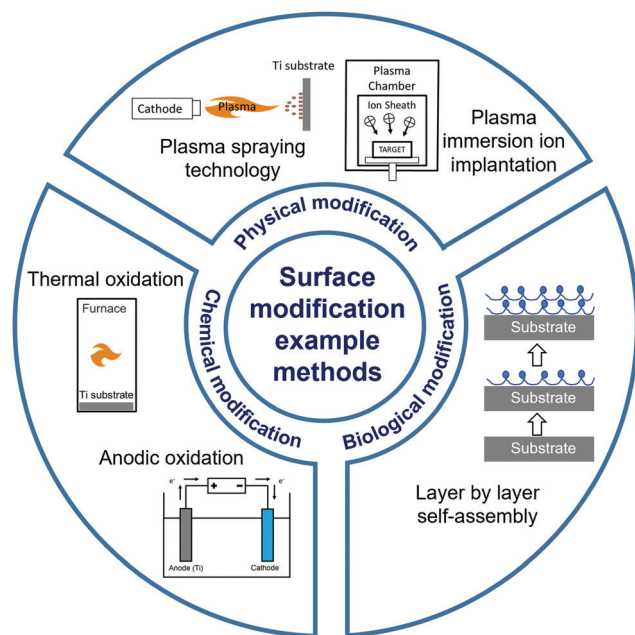 Ti substrate
Cathode
Plasma
Plasma spraying
technology
Plasma
Chamber
Ion Sheath
TARGET
Plasma
immersion ion
implantation
Physical modification
Chemical modification
Biological modification
Surface
modification
example
methods
Thermal oxidation
Furnace
Ti substrate
Anodic oxidation
e-
+ -
e-
Anode (Ti)
Cathode
Substrate
Substrate
Substrate
Layer by layer
self-assembly